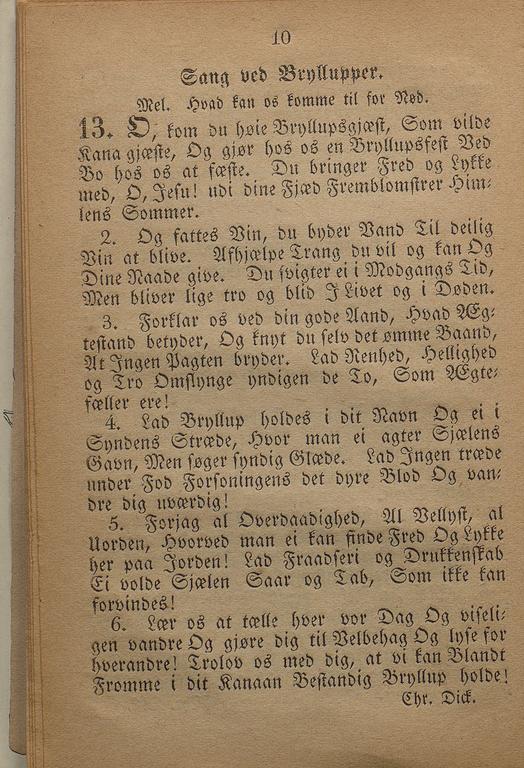 10
Sang ved Bryllupper.
Mel. Hvad kan os komme til for Nød.
13. O, kom du høie Bryllupsgjæst, Som vilde
Kana gjæste, Og gjør hos os en Bryllupsfest Ved
Bo hos os at fæste. Du bringer Fred og Lykke
med, O, Jesu! udi dine Fjæd Fremblomstrer Him-
lens Sommer.
2. Og fattes Vin, du byder Vand Til deilig
Vin at blive. Afhjælpe Trang du vil og kan Og
Dine Naade give. Du svigter ei i Modgangs Tid,
Men bliver lige tro og blid I Livet og i Døden.
3. Forklar os ved din gode Aand, Hvad Æg-
testand betyder, Og knyt du selv det ømme Baand,
At Ingen Pagten bryder. Lad Renhed, Hellighed
og Tro Omslynge yndigen de To, Som Ægte-
fæller ere!
4. Lad Bryllup holdes i dit Navn Og ei i
Syndens Stræde, Hvor man ei agter Sjælens
Gavn, Men søger syndig Glæde. Lad Ingen træde
under Fod Forsoningens det dyre Blod Og van-
dre dig uværdig!
5. Forjag al Overdaadighed, Al Vellyst, al
Uorden, Hvorved man ei kan finde Fred Og Lykke
her paa Jorden! Lad Fraadseri og Drukkenskab
Ei volde Sjælen Saar og Tab, Som ikke kan
forvindes!
6. Lær os at tælle hver vor Dag Og viseli-
gen vandre Og gjøre dig til Velbehag Og lyse for
hverandre! Trolov os med dig, at vi kan Blandt
Fromme i dit Kanaan Bestandig Bryllup holde!
Chr. Dick.